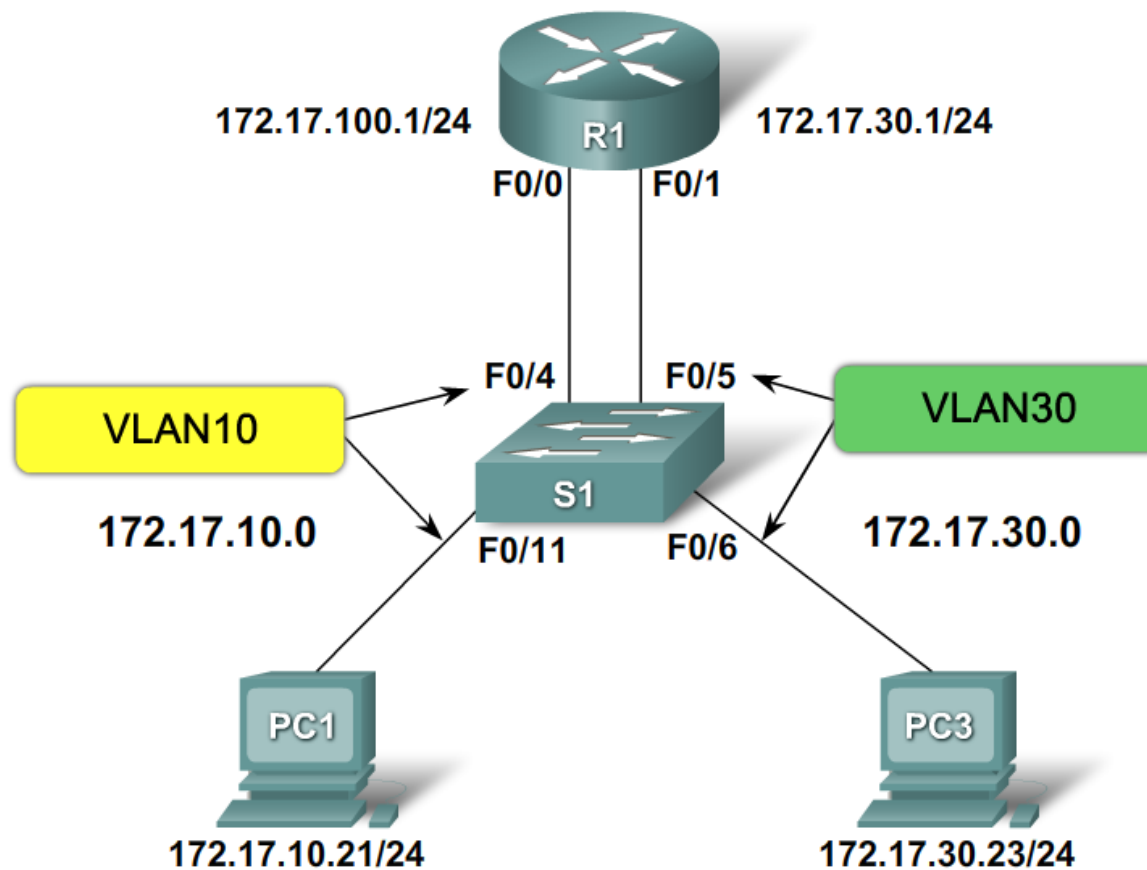 172.17.100.1/24
R1
172.17.30.1/24
F0/0
F0/1
F0/4
F0/5
VLAN10
VLAN30
172.17.10.0
S1
172.17.30.0
F0/11
F0/6
PC1
PC3
172.17.10.21/24
172.17.30.23/24